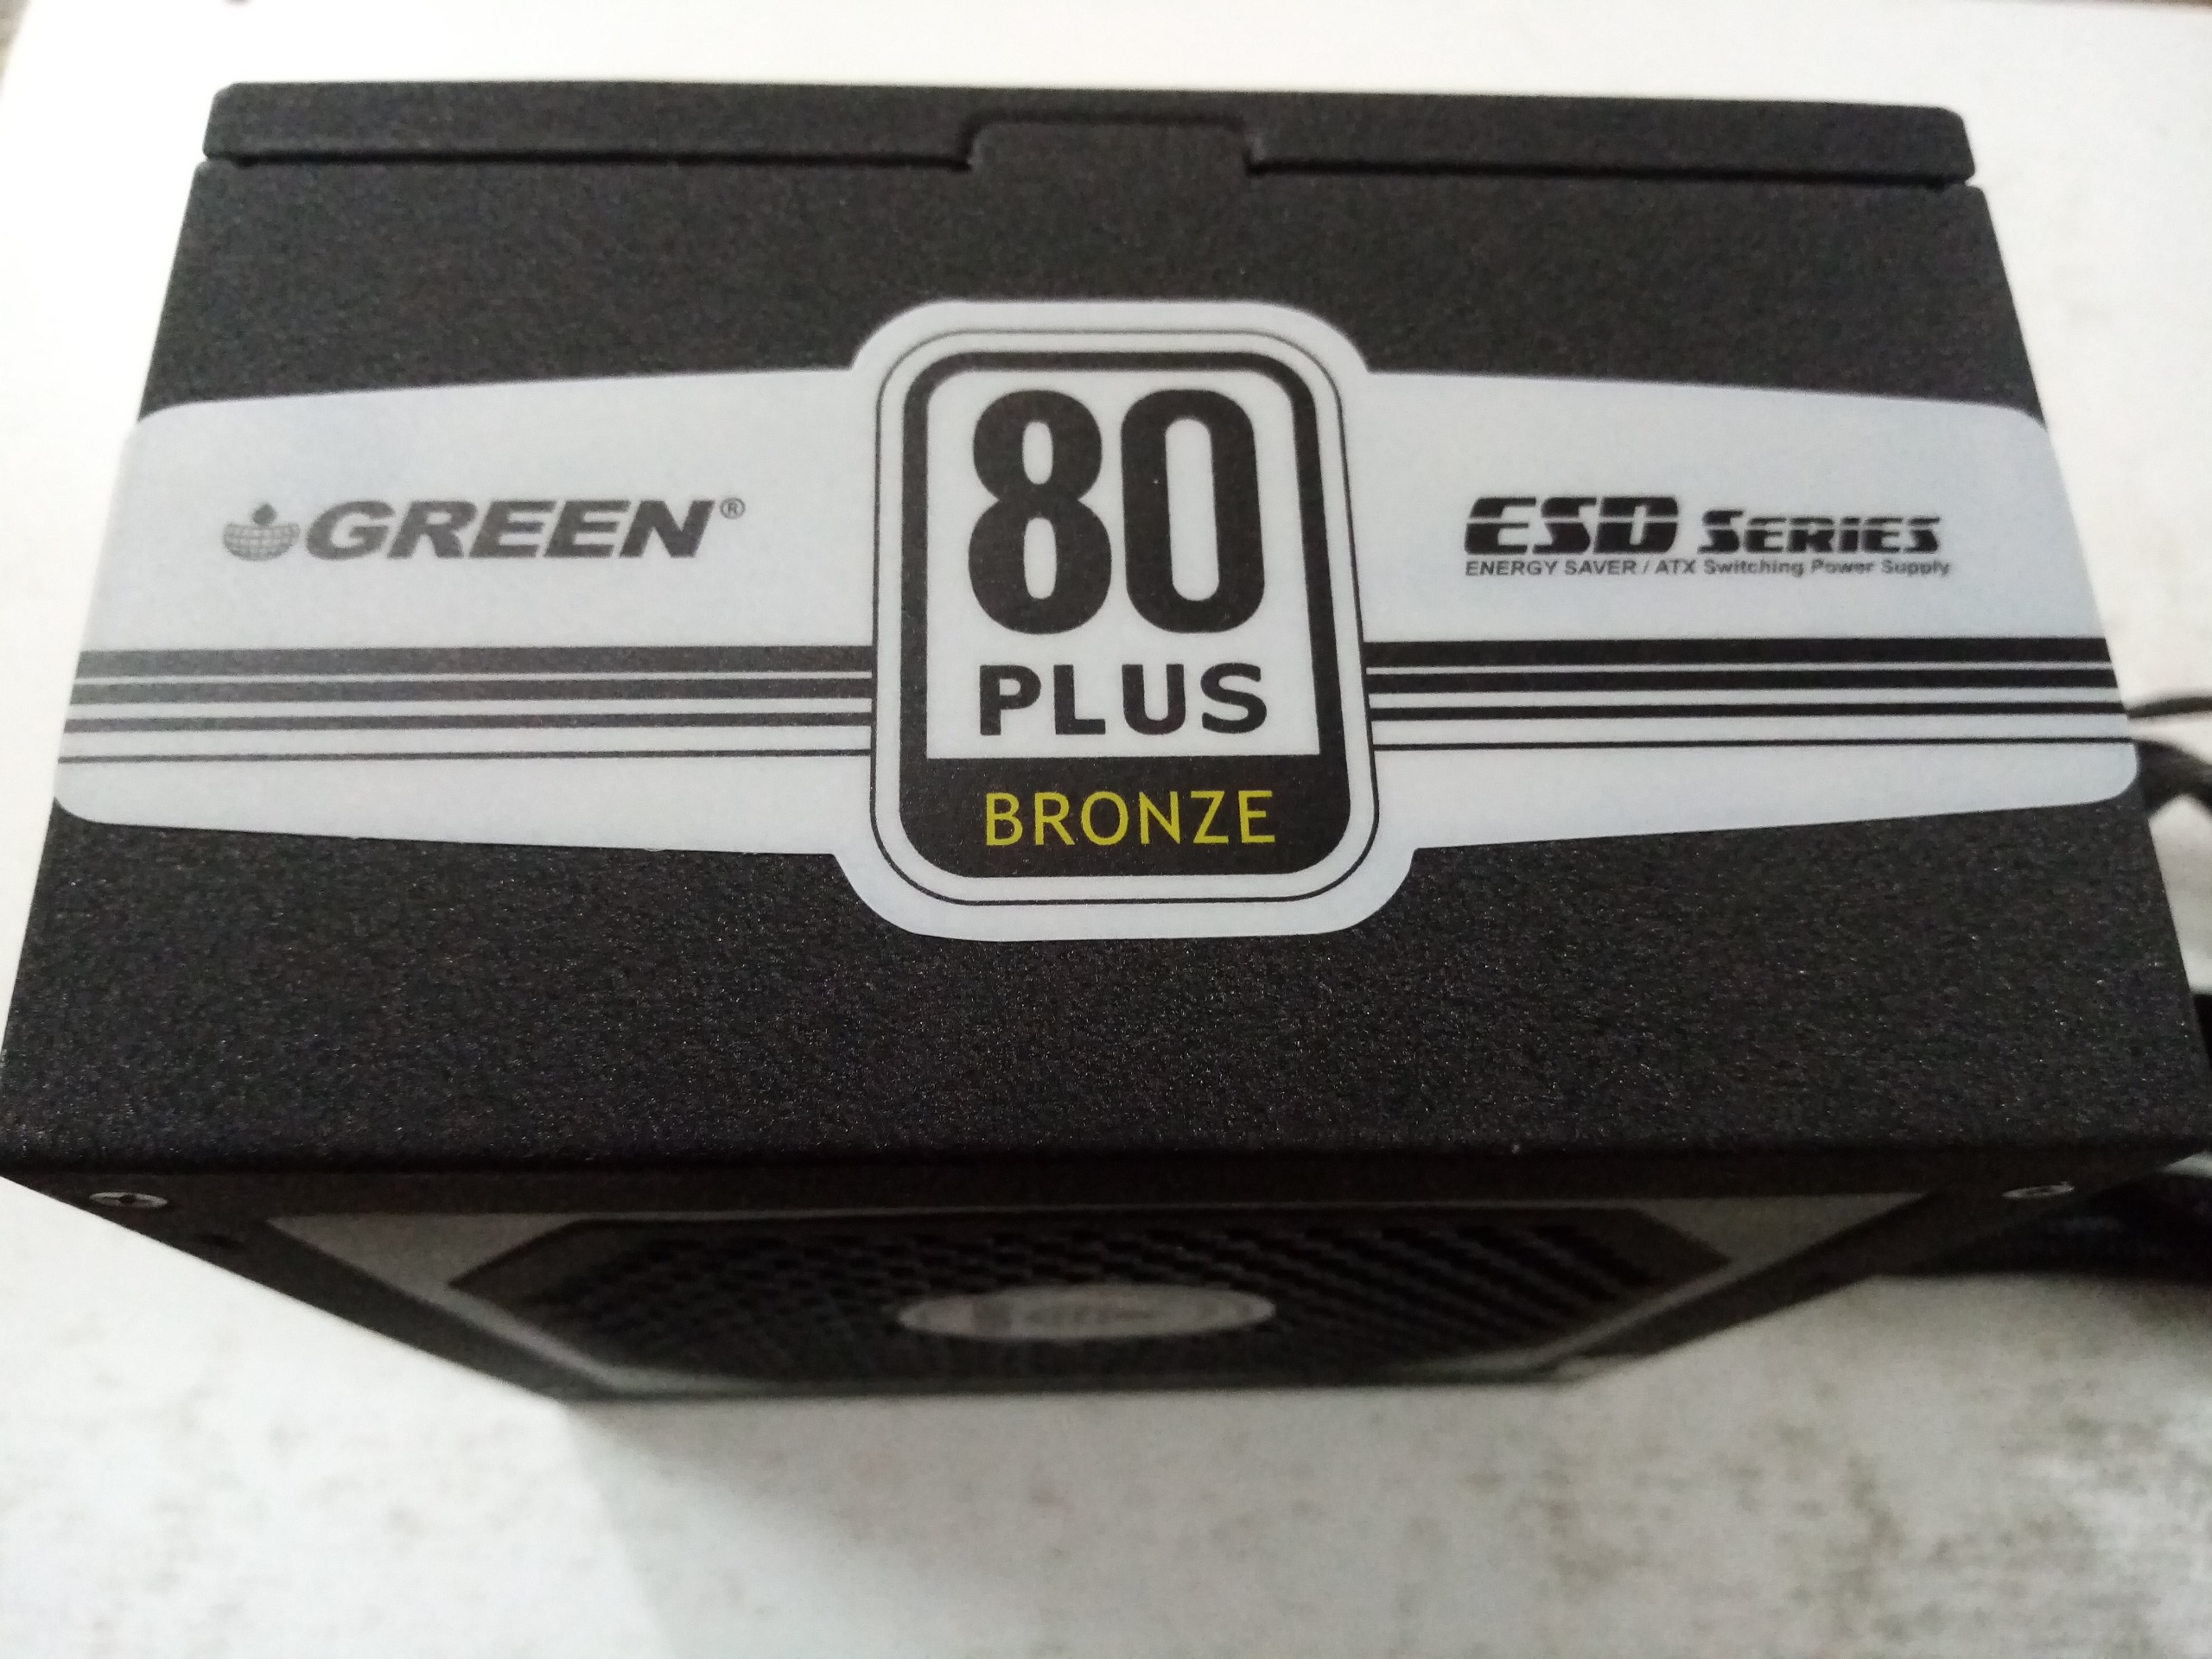 GREEN®
80
PLUS
BRONZE
ESD SERIES
ENERGY SAVER / ATX Switching Power Supply